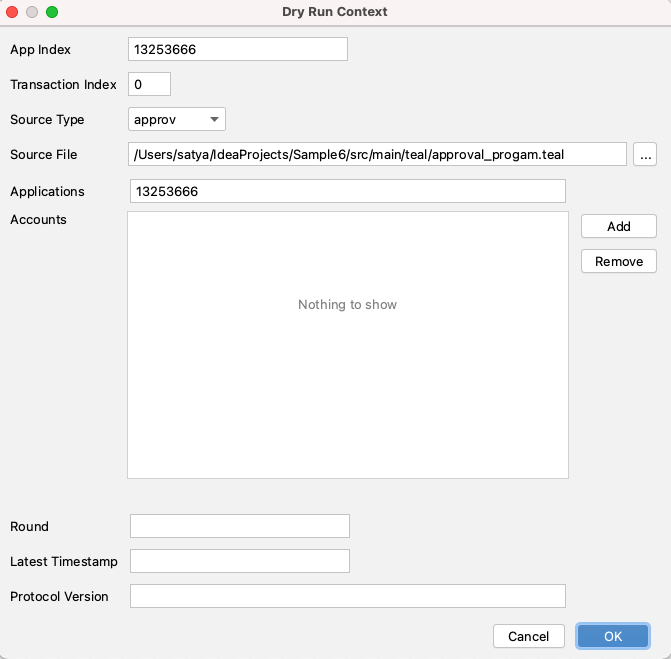 Dry Run Context
App Index 13253666
Transaction Index 0
Source Type approv
Source File /Users/satya/IdeaProjects/Sample6/src/main/teal/approval_progam.teal ...
Applications 13253666
Accounts
Add
Remove
Nothing to show
Round
Latest Timestamp
Protocol Version
Cancel OK